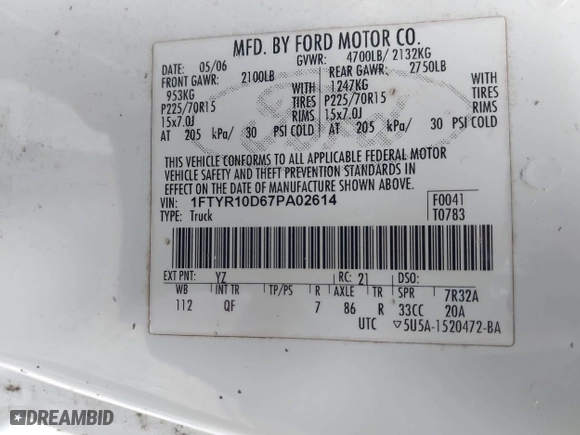 MFD. BY FORD MOTOR CO.
DATE: 05/06 GVWR: 4700LB/ 2132KG
FRONT GAWR: 2100LB REAR GAWR: 2750LB
953KG WITH 1247KG WITH
P225/70R15 TIRES P225/70R15 TIRES
15x7.0J RIMS 15x7.0J RIMS
AT 205 kPa/ 30 PSI COLD AT 205 kPa/ 30 PSI COLD
THIS VEHICLE CONFORMS TO ALL APPLICABLE FEDERAL MOTOR
VEHICLE SAFETY AND THEFT PREVENTION STANDARDS IN
EFFECT ON THE DATE OF MANUFACTURE SHOWN ABOVE.
VIN: 1FTYR10D67PA02614 F0041
TYPE: Truck T0783
EXT PNT: YZ RC: 21 DSO:
WB INT TR TP/PS R AXLE TR SPR 7R32A
112 QF 7 86 R 33CC 20A
UTC ▽5U5A-1520472-BA
Ford
DREAMBID